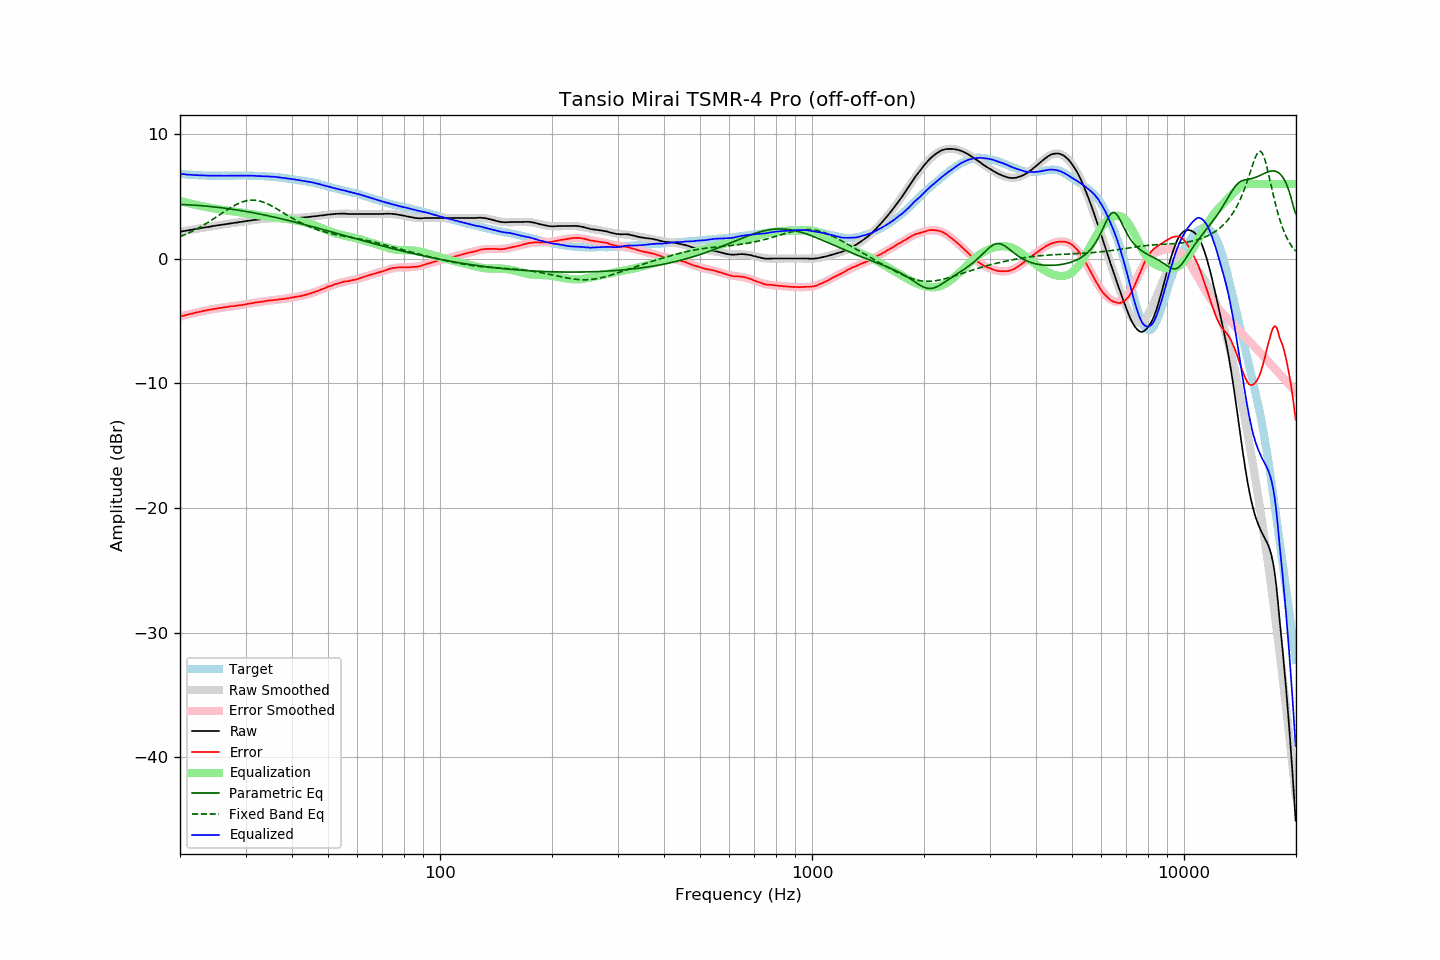 Tansio Mirai TSMR-4 Pro (off-off-on)
10
0
−10
−20
−30
−40
Amplitude (dBr)
Target
Raw Smoothed
Error Smoothed
Raw
Error
Equalization
Parametric Eq
Fixed Band Eq
Equalized
100
1000
10000
Frequency (Hz)